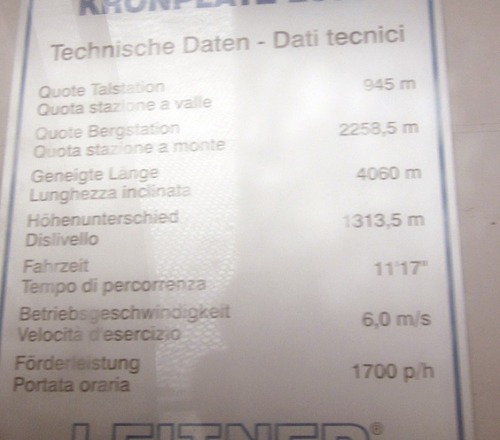 Technische Daten - Dati tecnici
Quote Talstation 945 m
Quota stazione a valle
Quote Bergstation 2258,5 m
Quota stazione a monte
Geneigte Länge 4060 m
Lunghezza inclinata
Höhenunterschied 1313,5 m
Dislivello
Fahrzeit 11'17"
Tempo di percorrenza
Betriebsgeschwindigkeit 6,0 m/s
Velocità d'esercizio
Förderleistung 1700 p/h
Portata oraria
LEITNER®